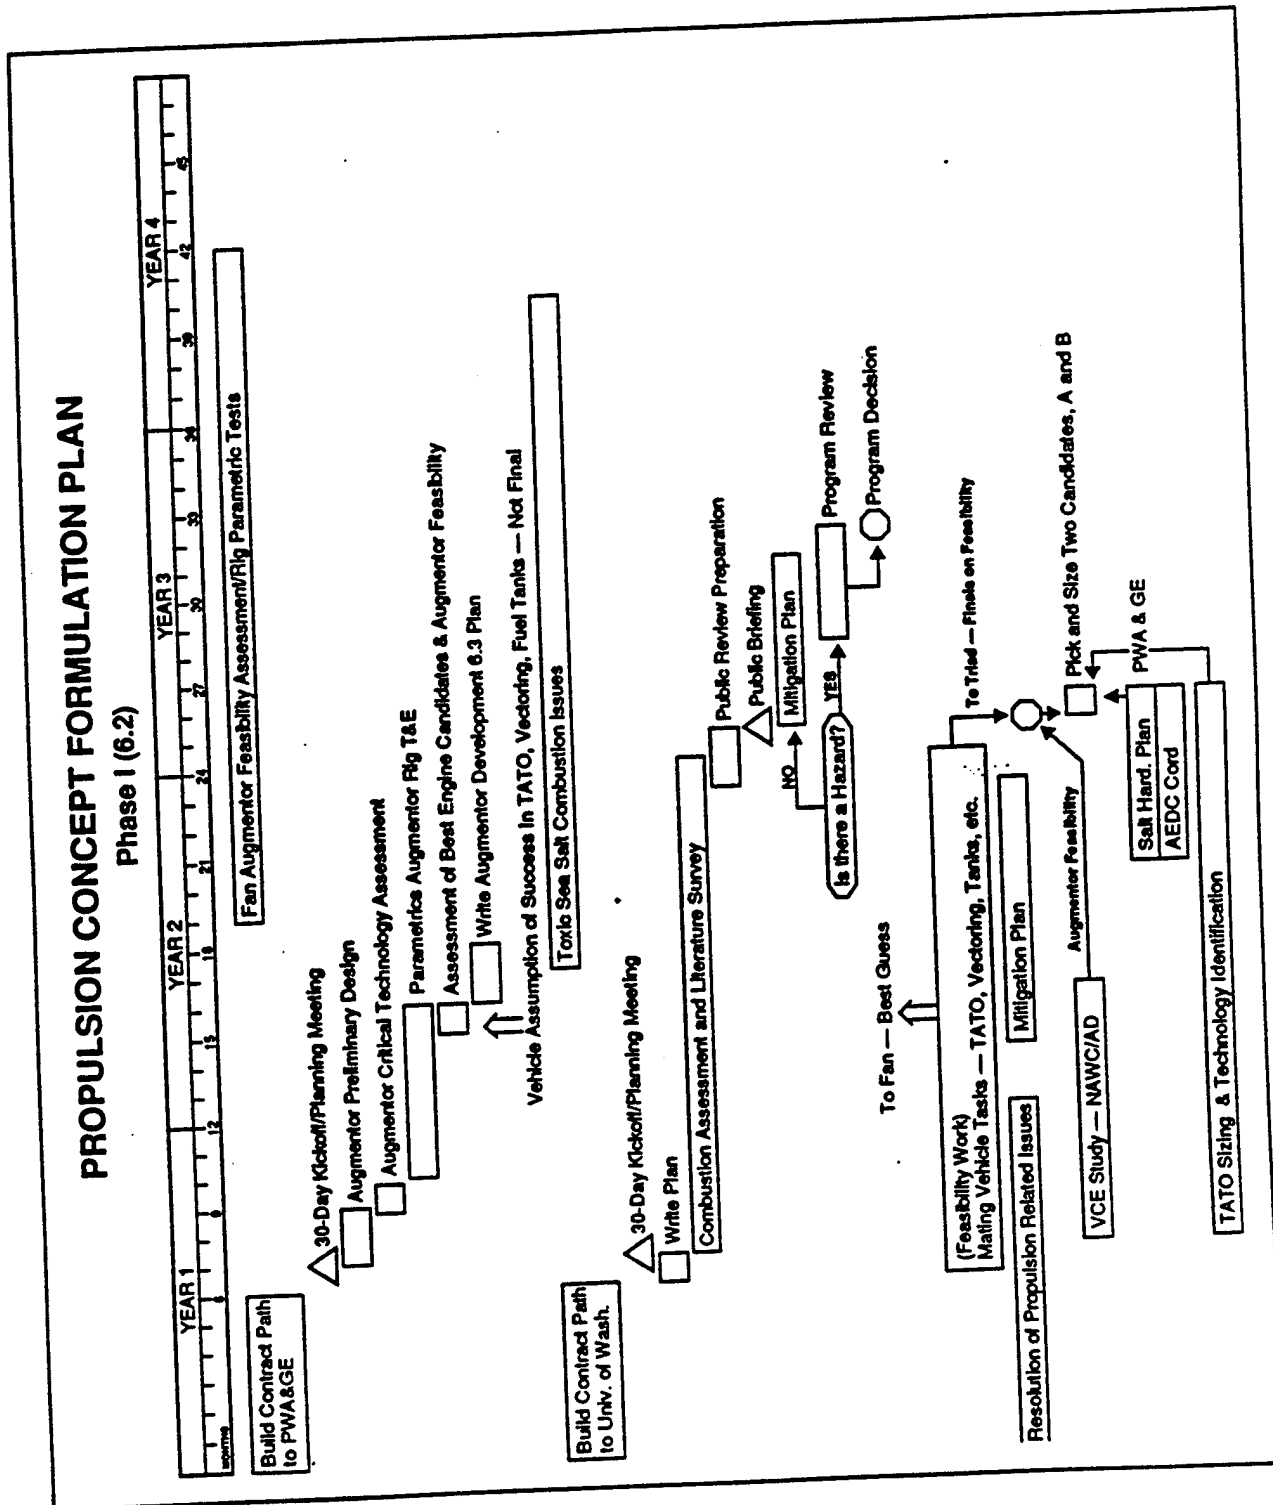 PROPULSION CONCEPT FORMULATION PLAN
Phase I (6.2)
YEAR 1
YEAR 2
YEAR 3
YEAR 4
MONTHS
6
9
12
15
18
21
24
27
30
33
36
39
42
45
Build Contract Path
to PWA&GE
Fan Augmentor Feasibility Assessment/Rig Parametric Tests
30-Day Kickoff/Planning Meeting
Augmentor Preliminary Design
Augmentor Critical Technology Assessment
Parametrics Augmentor Rig T&E
Assessment of Best Engine Candidates & Augmentor Feasibility
Write Augmentor Development 6.3 Plan
Vehicle Assumption of Success in TATO, Vectoring, Fuel Tanks — Not Final
Toxic Sea Salt Combustion Issues
Build Contract Path
to Univ. of Wash.
30-Day Kickoff/Planning Meeting
Write Plan
Combustion Assessment and Literature Survey
Public Review Preparation
Public Briefing
Mitigation Plan
NO
Is there a Hazard?
YES
Program Review
Program Decision
To Fan — Best Guess
(Feasibility Work)
Mating Vehicle Tasks — TATO, Vectoring, Tanks, etc.
To Triad — Finals on Feasibility
Resolution of Propulsion Related Issues
Mitigation Plan
Augmentor Feasibility
Pick and Size Two Candidates, A and B
VCE Study — NAWC/AD
Salt Hard. Plan
AEDC Cord
PWA & GE
TATO Sizing & Technology Identification